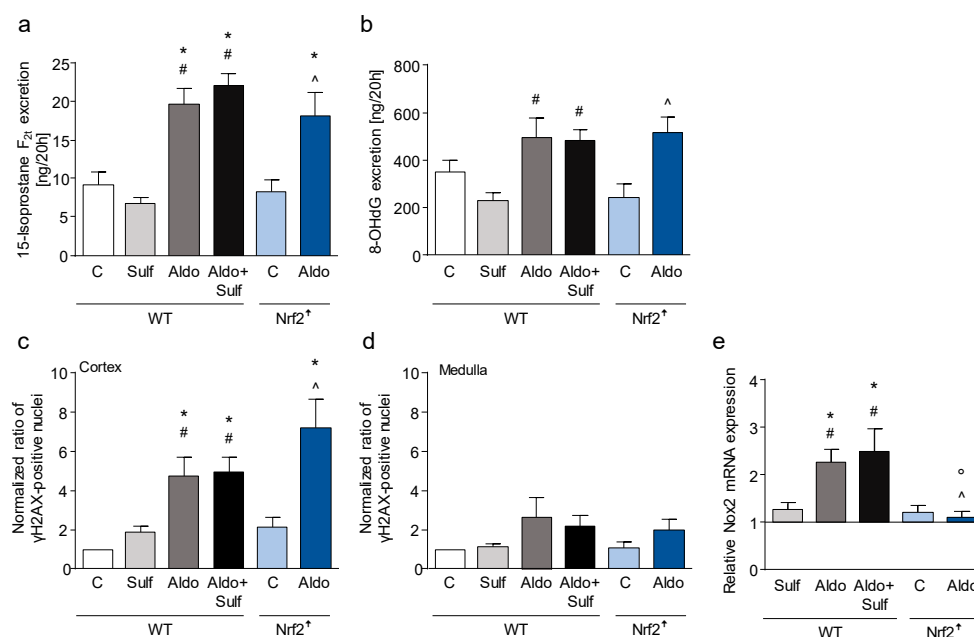 a
15-Isoprostane F2t excretion
[ng/20h]
25
20
15
10
5
0
*
#
*
#
*
^
C Sulf Aldo Aldo+ C Aldo
Sulf
WT Nrf2↑
b
8-OHdG excretion [ng/20h]
800
600
400
200
0
#
#
^
C Sulf Aldo Aldo+ C Aldo
Sulf
WT Nrf2↑
c
Cortex
Normalized ratio of
γH2AX-positive nuclei
10
8
6
4
2
0
*
#
*
#
*
^
C Sulf Aldo Aldo+ C Aldo
Sulf
WT Nrf2↑
d
Medulla
Normalized ratio of
γH2AX-positive nuclei
10
8
6
4
2
0
C Sulf Aldo Aldo+ C Aldo
Sulf
WT Nrf2↑
e
Relative Nox2 mRNA expression
4
3
2
1
0
*
#
*
#
°
^
Sulf Aldo Aldo+ C Aldo
Sulf
WT Nrf2↑